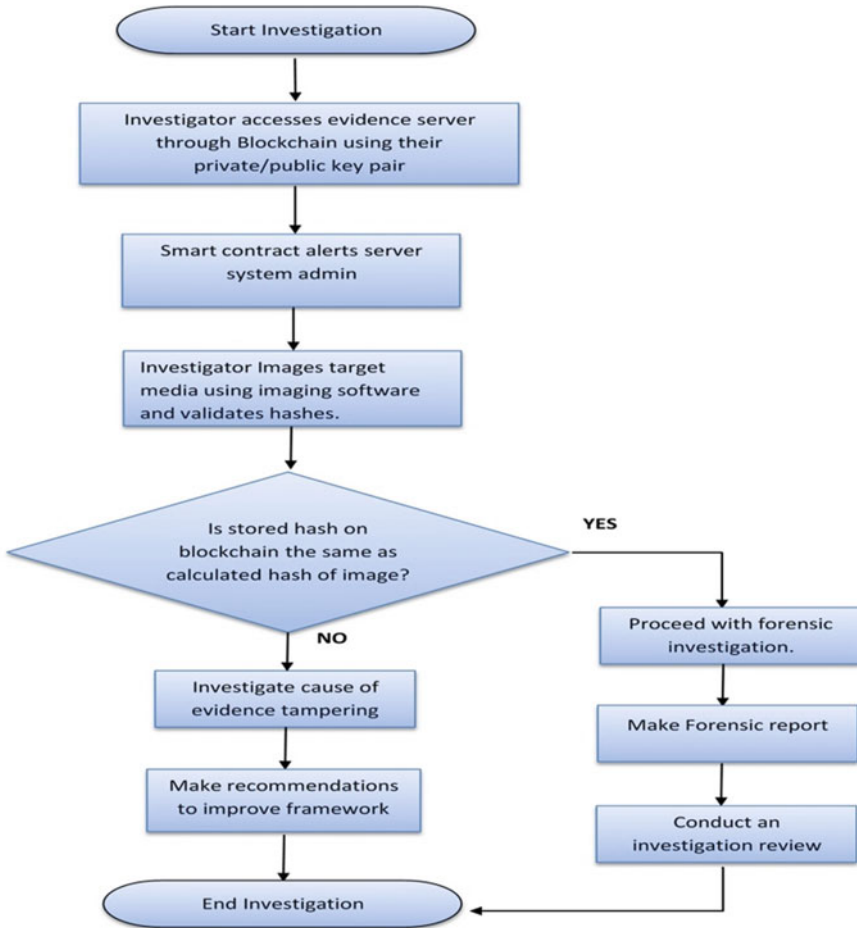 Start Investigation
Investigator accesses evidence server
through Blockchain using their
private/public key pair
Smart contract alerts server
system admin
Investigator Images target
media using imaging software
and validates hashes.
Is stored hash on
blockchain the same as
calculated hash of image?
YES
NO
Proceed with forensic
investigation.
Investigate cause of
evidence tampering
Make Forensic report
Make recommendations
to improve framework
Conduct an
investigation review
End Investigation